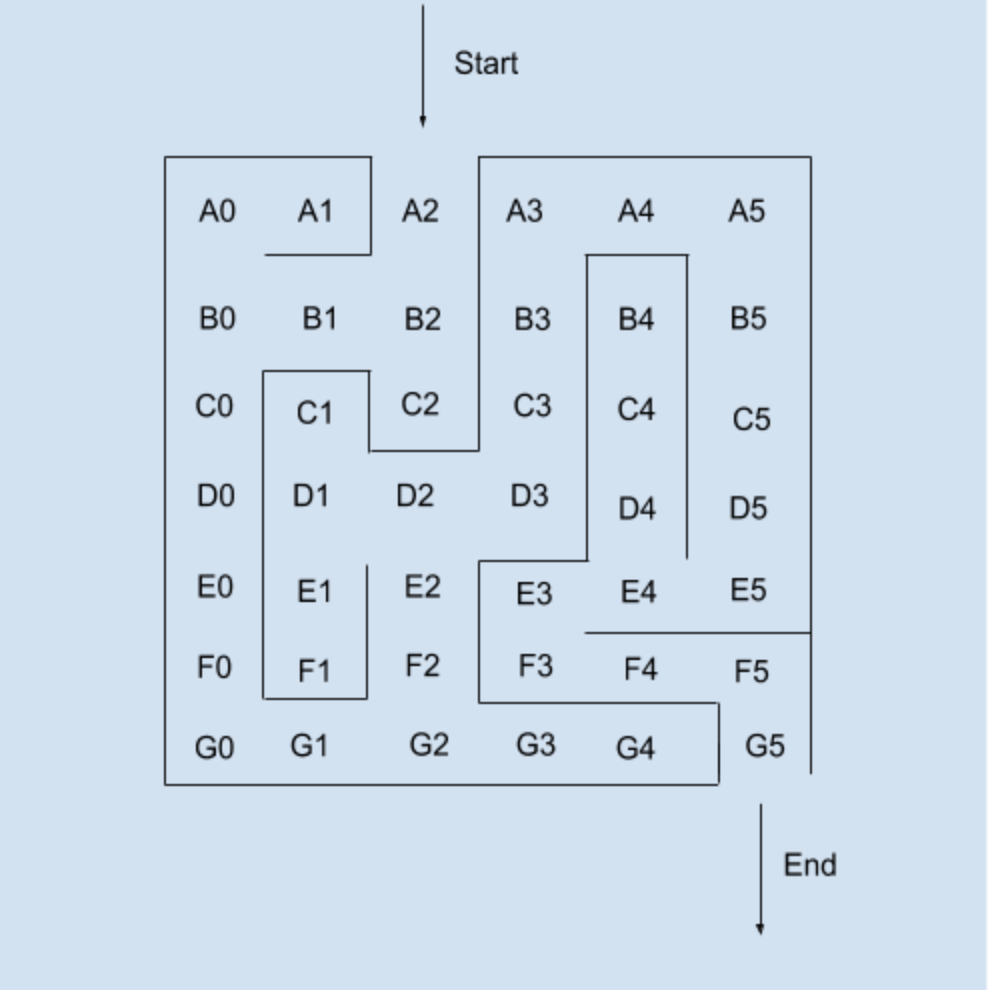 Start
A0 A1 A2 A3 A4 A5
B0 B1 B2 B3 B4 B5
C0 C1 C2 C3 C4 C5
D0 D1 D2 D3 D4 D5
E0 E1 E2 E3 E4 E5
F0 F1 F2 F3 F4 F5
G0 G1 G2 G3 G4 G5
End